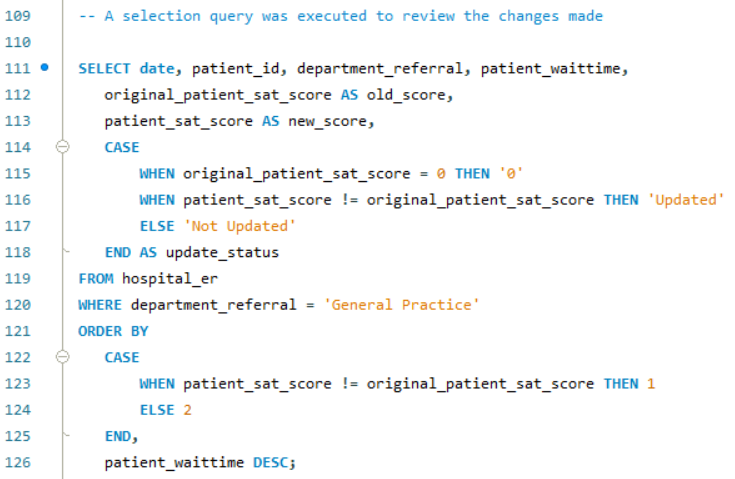 109 -- A selection query was executed to review the changes made
110
111 SELECT date, patient_id, department_referral, patient_waittime,
112 original_patient_sat_score AS old_score,
113 patient_sat_score AS new_score,
114 CASE
115 WHEN original_patient_sat_score = 0 THEN '0'
116 WHEN patient_sat_score != original_patient_sat_score THEN 'Updated'
117 ELSE 'Not Updated'
118 END AS update_status
119 FROM hospital_er
120 WHERE department_referral = 'General Practice'
121 ORDER BY
122 CASE
123 WHEN patient_sat_score != original_patient_sat_score THEN 1
124 ELSE 2
125 END,
126 patient_waittime DESC;